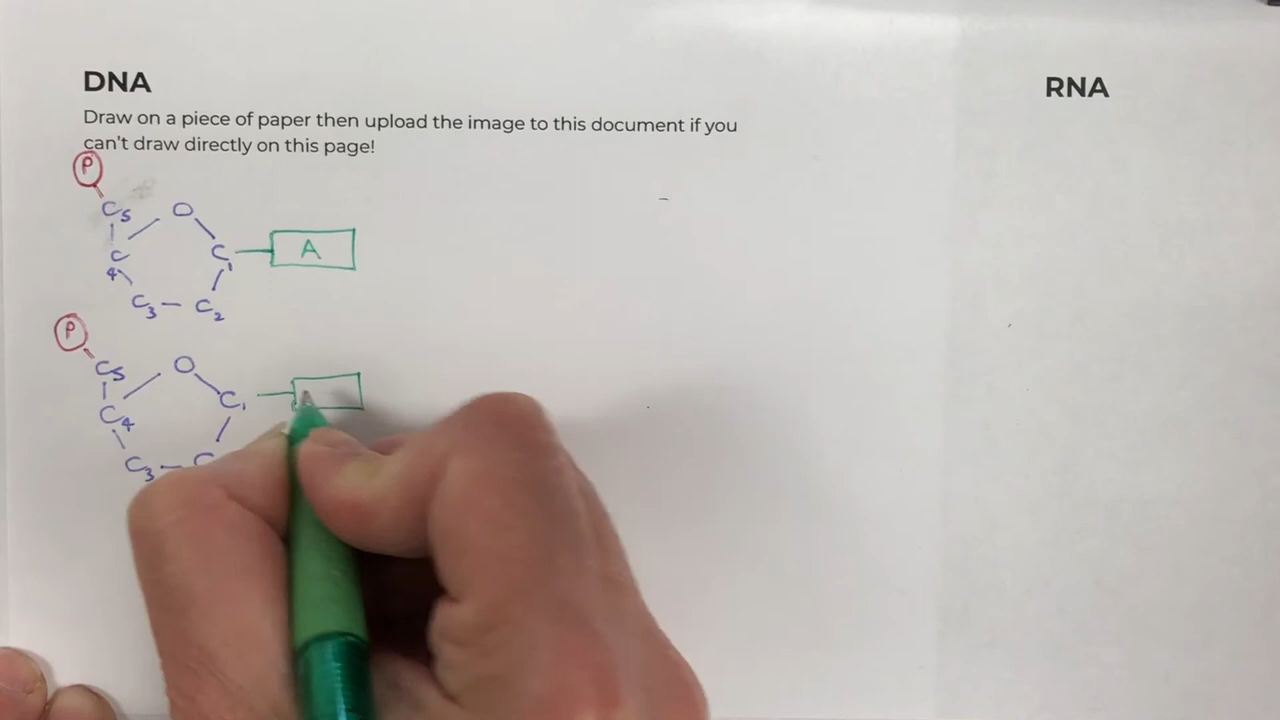 DNA
RNA
Draw on a piece of paper then upload the image to this document if you
can't draw directly on this page!
P
C5 O
C4 C1 A
C3 C2
P
C5 O
C4 C1
C3 C